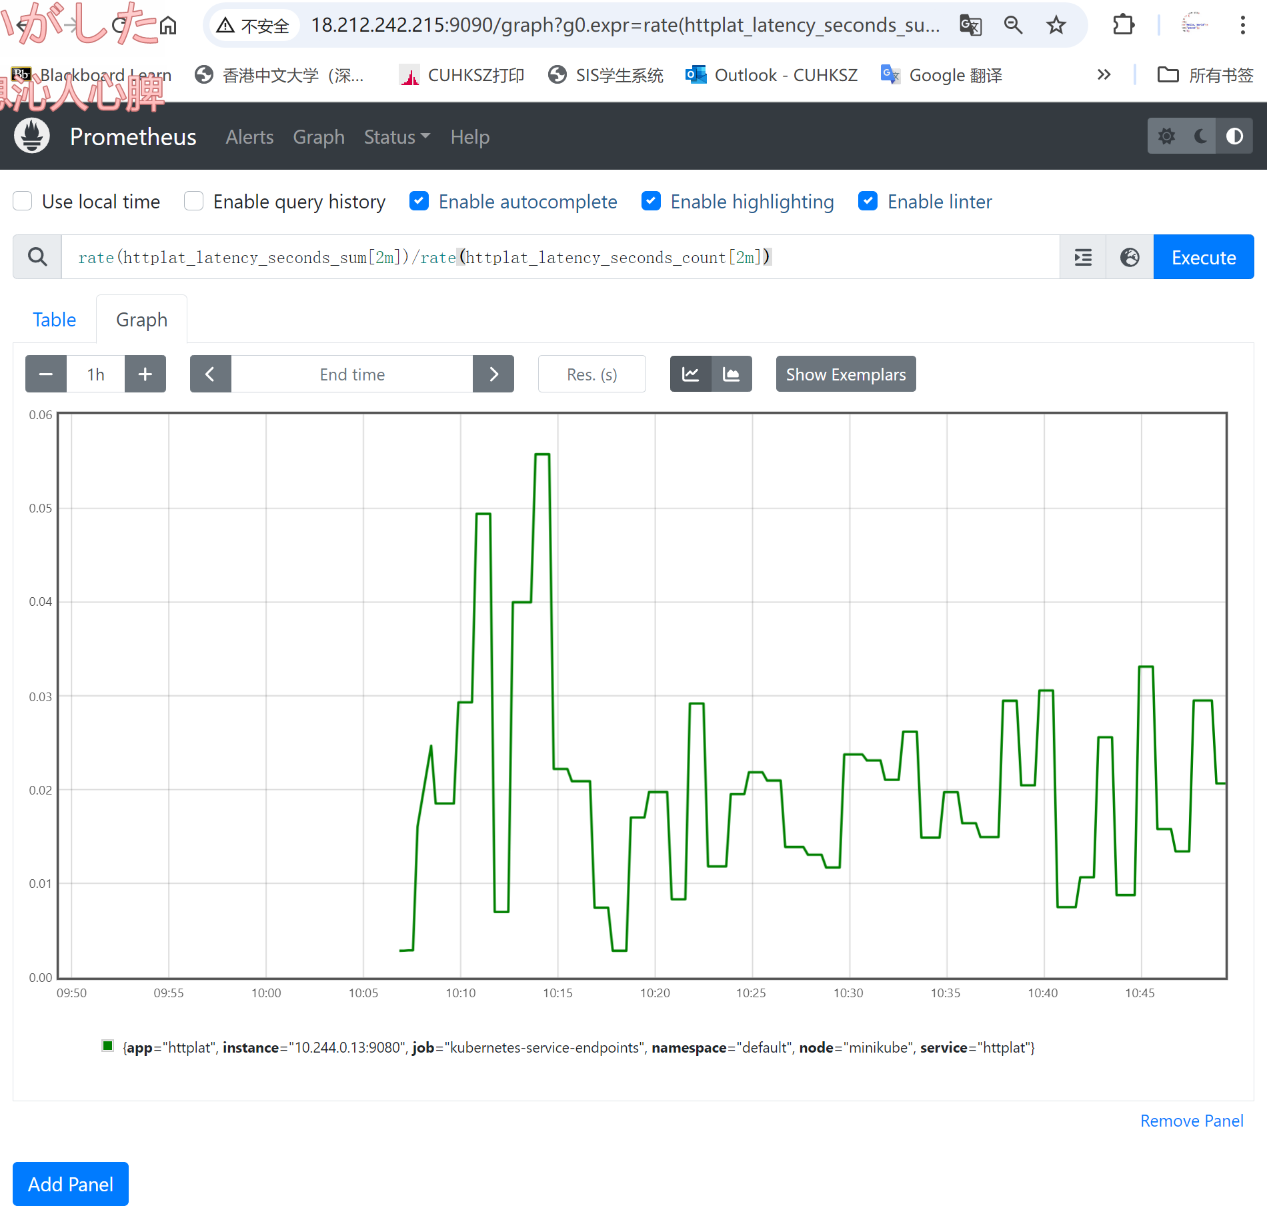 いがした
不安全
18.212.242.215:9090/graph?g0.expr=rate(httplat_latency_seconds_su...
Blackboard Learn
香港中文大学（深...
CUHKSZ打印
SIS学生系统
Outlook - CUHKSZ
Google 翻译
所有书签
沁人心脾
Prometheus
Alerts
Graph
Status
Help
Use local time
Enable query history
Enable autocomplete
Enable highlighting
Enable linter
rate(httplat_latency_seconds_sum[2m])/rate(httplat_latency_seconds_count[2m])
Execute
Table
Graph
1h
End time
Res. (s)
Show Exemplars
0.06
0.05
0.04
0.03
0.02
0.01
0.00
09:50
09:55
10:00
10:05
10:10
10:15
10:20
10:25
10:30
10:35
10:40
10:45
{app="httplat", instance="10.244.0.13:9080", job="kubernetes-service-endpoints", namespace="default", node="minikube", service="httplat"}
Remove Panel
Add Panel